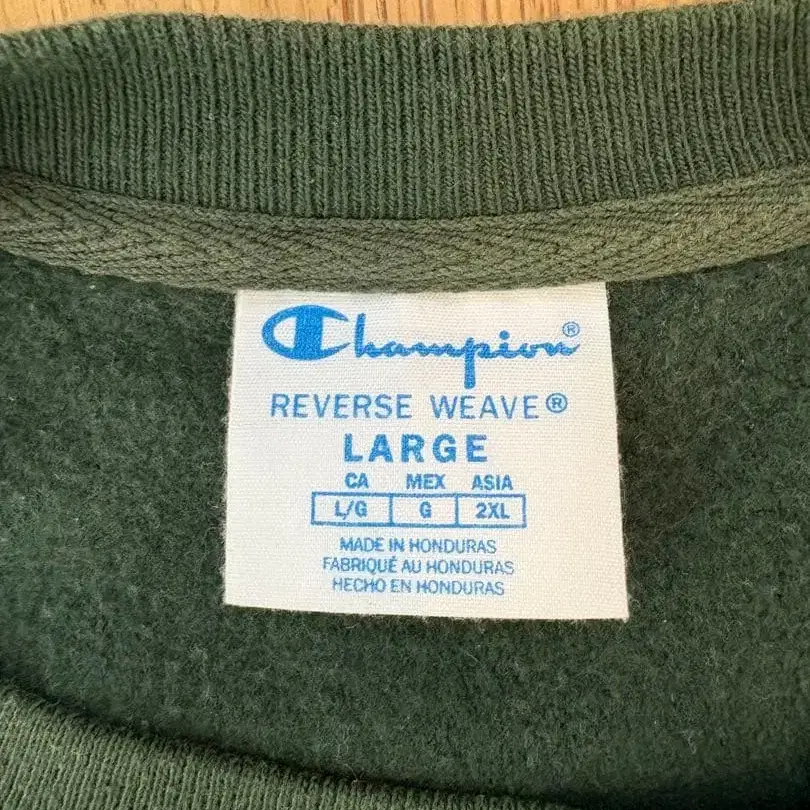 Champion®
REVERSE WEAVE®
LARGE
CA MEX ASIA
L/G G 2XL
MADE IN HONDURAS
FABRIQUÉ AU HONDURAS
HECHO EN HONDURAS